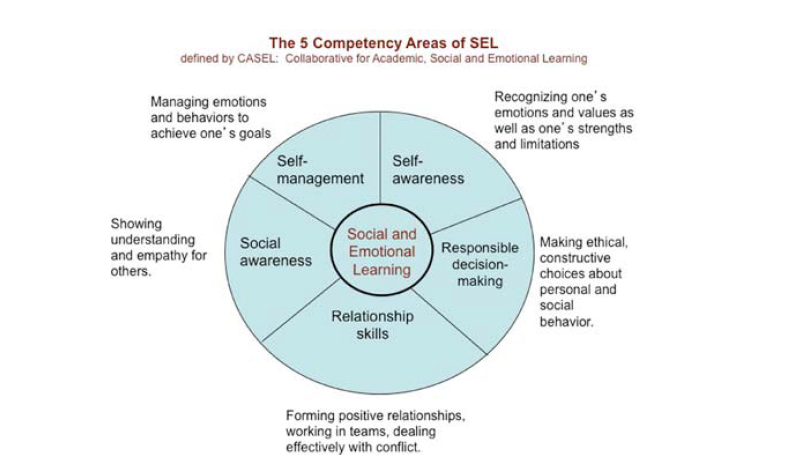 The 5 Competency Areas of SEL
defined by CASEL: Collaborative for Academic, Social and Emotional Learning
Managing emotions
and behaviors to
achieve one's goals
Recognizing one's
emotions and values as
well as one's strengths
and limitations
Self-
management
Self-
awareness
Showing
understanding
and empathy for
others.
Social
awareness
Social and
Emotional
Learning
Responsible
decision-
making
Making ethical,
constructive
choices about
personal and
social
behavior.
Relationship
skills
Forming positive relationships,
working in teams, dealing
effectively with conflict.